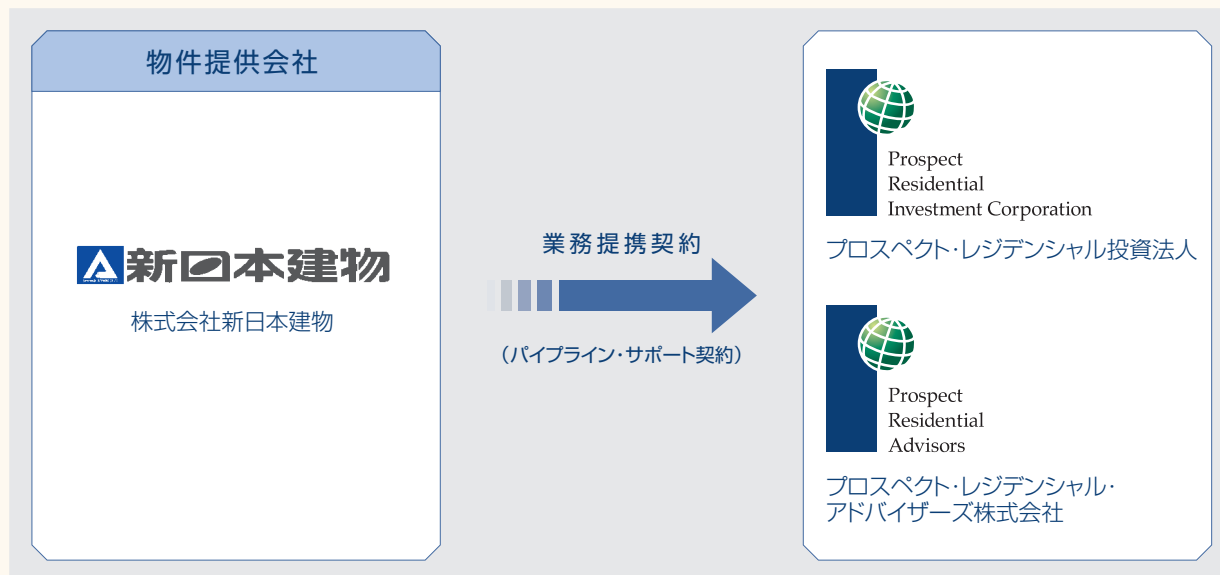 物件提供会社
新日本建物
株式会社新日本建物
業務提携契約
（パイプライン・サポート契約）
Prospect
Residential
Investment Corporation
プロスペクト・レジデンシャル投資法人
Prospect
Residential
Advisors
プロスペクト・レジデンシャル・
アドバイザーズ株式会社